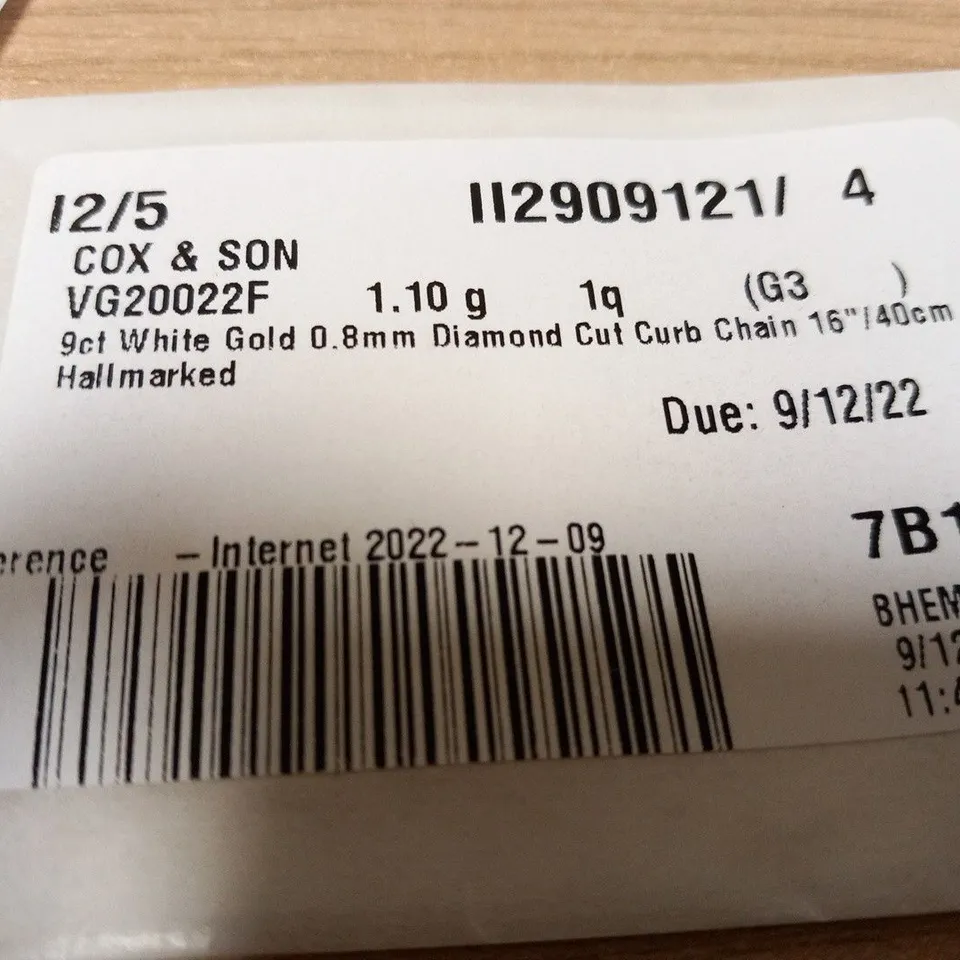 12/5 II2909121/ 4
COX & SON
VG20022F 1.10 g 1q (G3 )
9ct White Gold 0.8mm Diamond Cut Curb Chain 16"/40cm
Hallmarked
Due: 9/12/22
erence - Internet 2022-12-09
7B1
BHEM
9/12
11:4